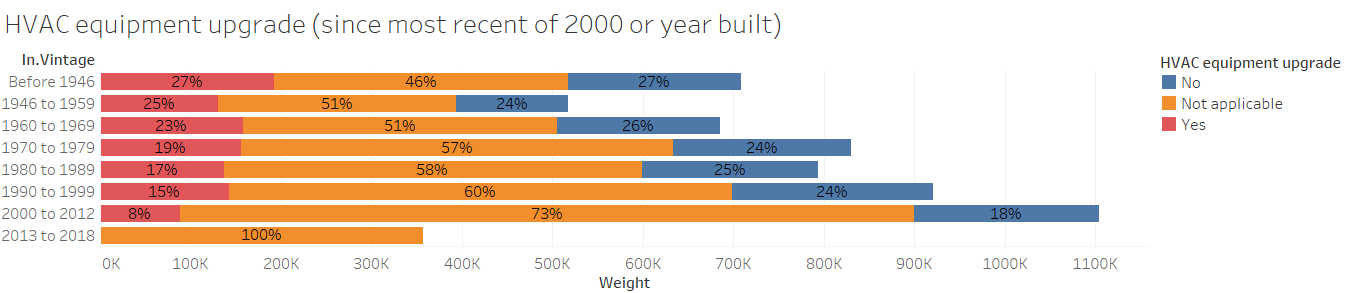 HVAC equipment upgrade (since most recent of 2000 or year built)
In.Vintage
Before 1946 27% 46% 27%
1946 to 1959 25% 51% 24%
1960 to 1969 23% 51% 26%
1970 to 1979 19% 57% 24%
1980 to 1989 17% 58% 25%
1990 to 1999 15% 60% 24%
2000 to 2012 8% 73% 18%
2013 to 2018 100%
0K 100K 200K 300K 400K 500K 600K 700K 800K 900K 1000K 1100K
Weight
HVAC equipment upgrade
No
Not applicable
Yes